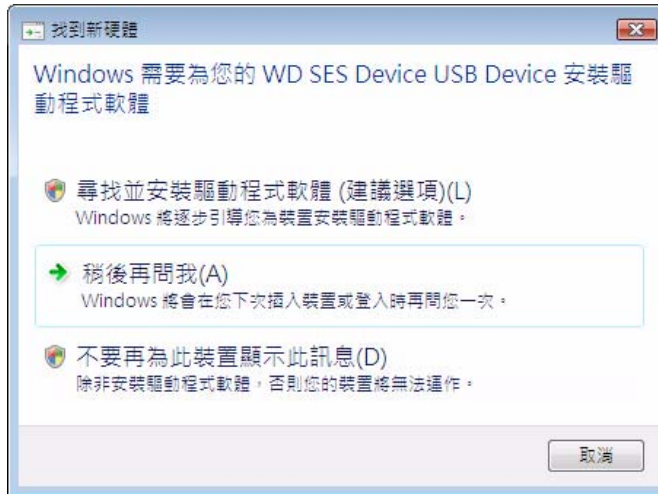 找到新硬體
Windows 需要為您的 WD SES Device USB Device 安裝驅
動程式軟體
尋找並安裝驅動程式軟體 (建議選項)(L)
Windows 將逐步引導您為裝置安裝驅動程式軟體。
稍後再問我(A)
Windows 將會在您下次插入裝置或登入時再問您一次。
不要再為此裝置顯示此訊息(D)
除非安裝驅動程式軟體，否則您的裝置將無法運作。
取消